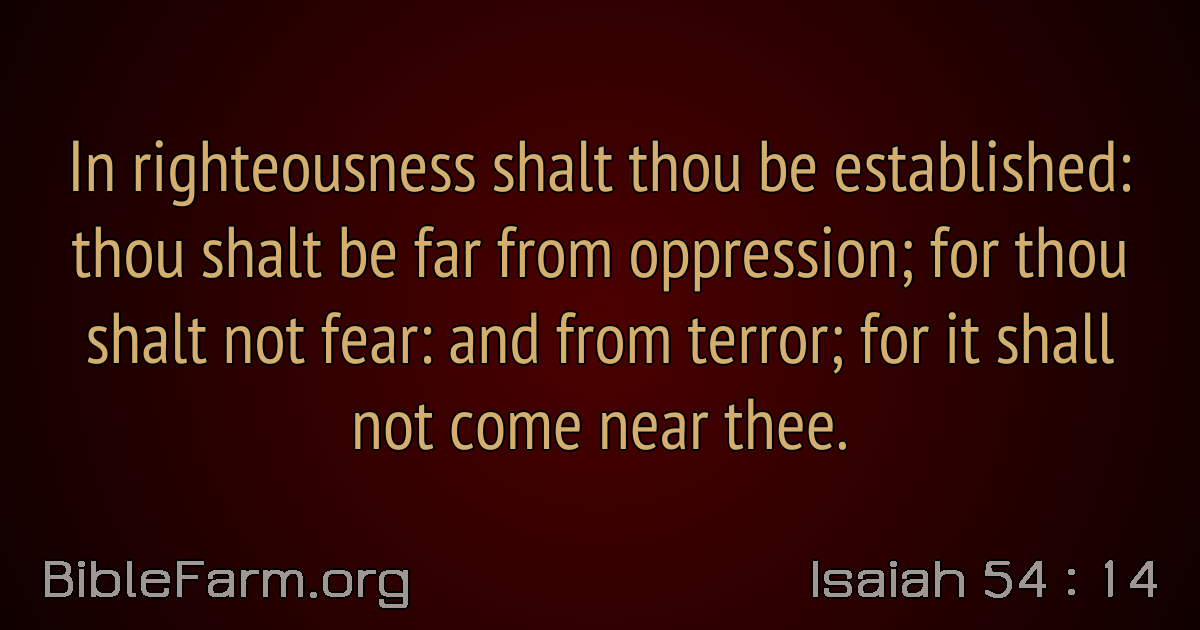 In righteousness shalt thou be established:
thou shalt be far from oppression; for thou
shalt not fear: and from terror; for it shall
not come near thee.
BibleFarm.org
Isaiah 54 : 14